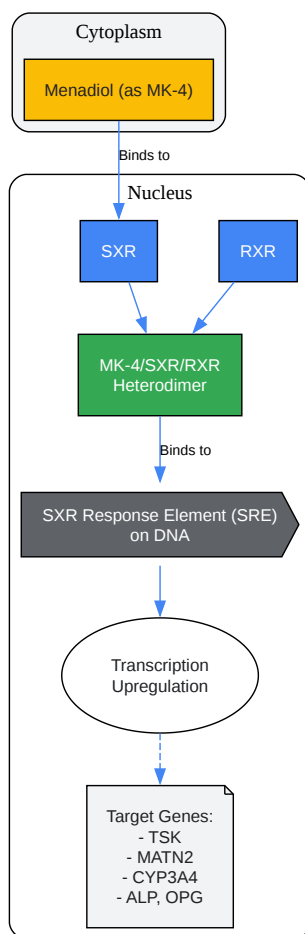 Cytoplasm
Menadiol (as MK-4)
Binds to
Nucleus
SXR
RXR
MK-4/SXR/RXR
Heterodimer
Binds to
SXR Response Element (SRE)
on DNA
Transcription
Upregulation
Target Genes:
- TSK
- MATN2
- CYP3A4
- ALP, OPG